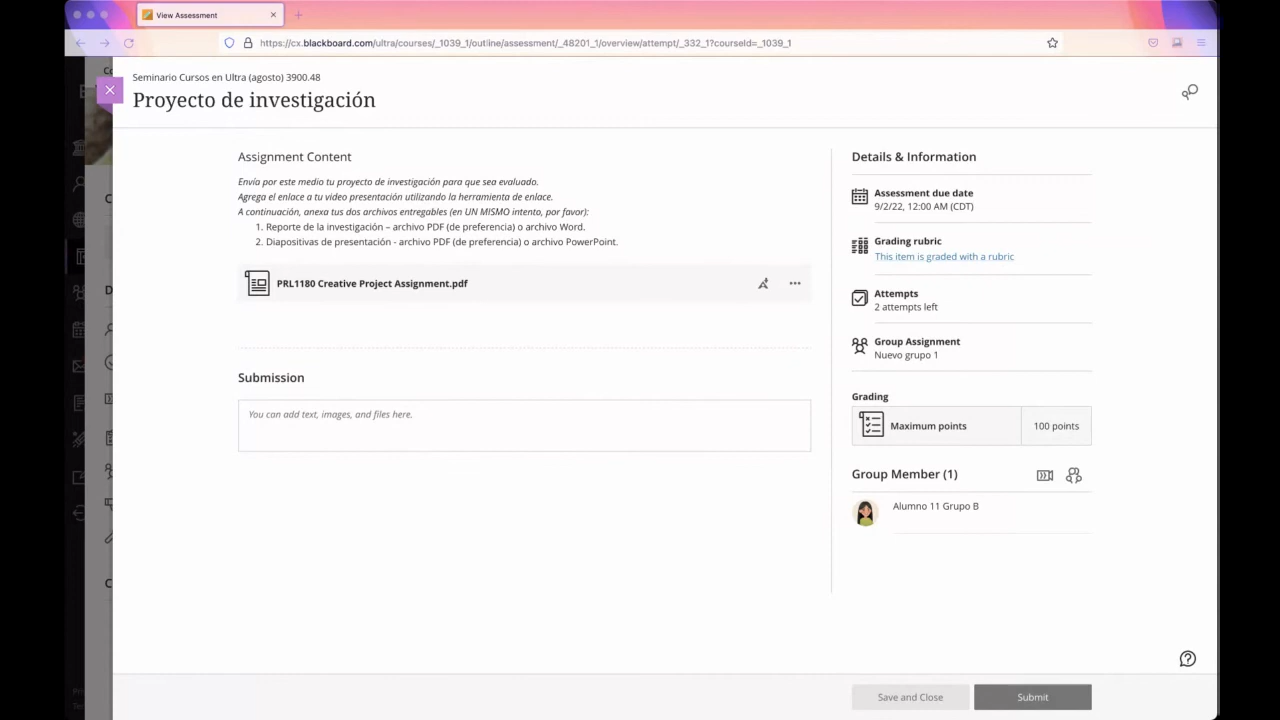 View Assessment
https://cx.blackboard.com/ultra/courses/_1039_1/outline/assessment/_48201_1/overview/attempt/_332_1?courseId=_1039_1
Seminario Cursos en Ultra (agosto) 3900.48
Proyecto de investigación
Assignment Content
Envía por este medio tu proyecto de investigación para que sea evaluado.
Agrega el enlace a tu video presentación utilizando la herramienta de enlace.
A continuación, anexa tus dos archivos entregables (en UN MISMO intento, por favor):
1. Reporte de la investigación – archivo PDF (de preferencia) o archivo Word.
2. Diapositivas de presentación - archivo PDF (de preferencia) o archivo PowerPoint.
PRL1180 Creative Project Assignment.pdf
Submission
You can add text, images, and files here.
Details & Information
Assessment due date
9/2/22, 12:00 AM (CDT)
Grading rubric
This item is graded with a rubric
Attempts
2 attempts left
Group Assignment
Nuevo grupo 1
Grading
Maximum points
100 points
Group Member (1)
Alumno 11 Grupo B
Save and Close
Submit